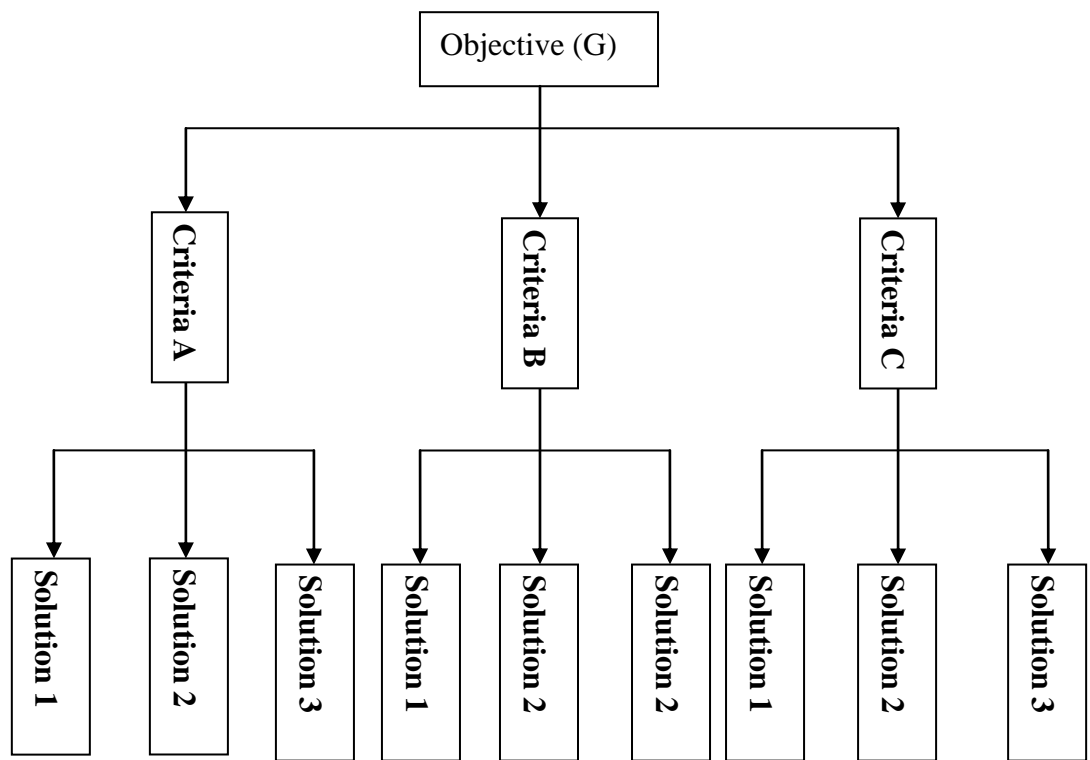 Objective (G)
Criteria A
Criteria B
Criteria C
Solution 1
Solution 2
Solution 3
Solution 1
Solution 2
Solution 2
Solution 1
Solution 2
Solution 3